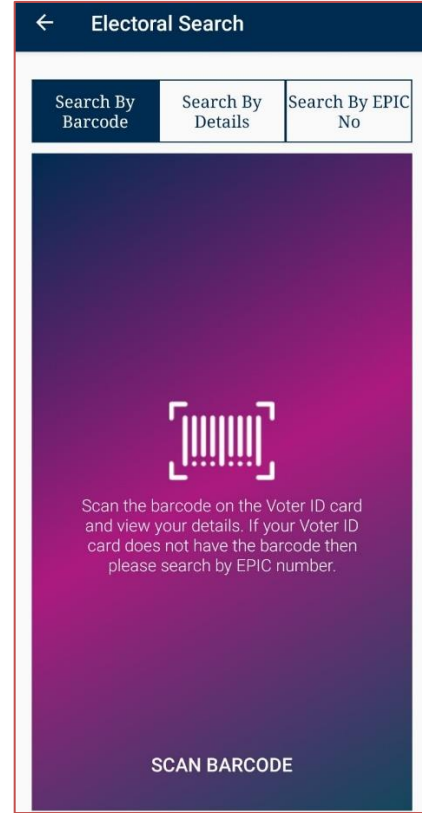 Electoral Search
Search By
Barcode
Search By
Details
Search By EPIC
No
Scan the barcode on the Voter ID card
and view your details. If your Voter ID
card does not have the barcode then
please search by EPIC number.
SCAN BARCODE